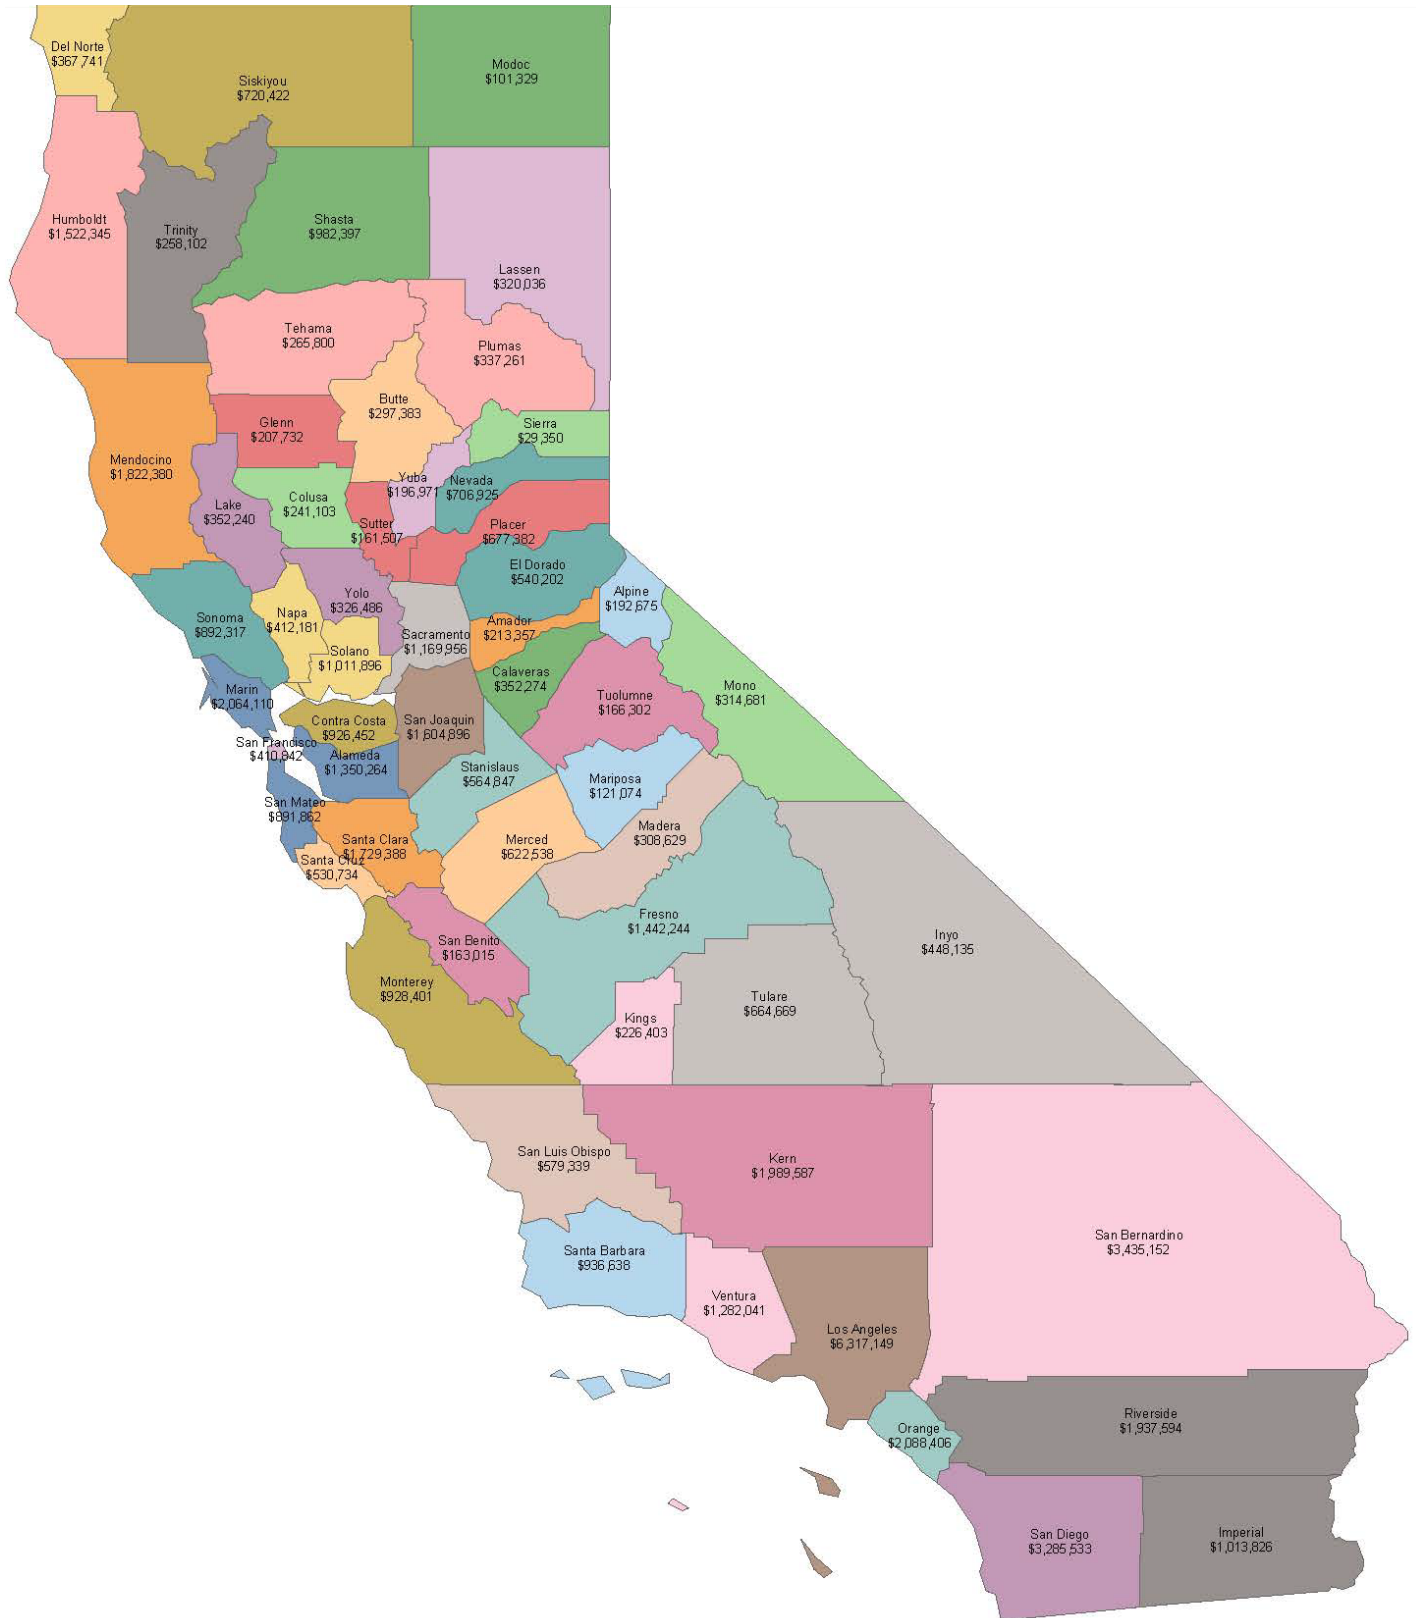 Del Norte
$367,741
Siskiyou
$720,422
Modoc
$101,329
Humboldt
$1,522,345
Trinity
$258,102
Shasta
$982,397
Lassen
$320,036
Tehama
$265,800
Plumas
$337,261
Butte
$297,383
Glenn
$207,732
Sierra
$29,350
Mendocino
$1,822,380
Yuba
$196,971
Nevada
$706,925
Lake
$352,240
Colusa
$241,103
Sutter
$161,507
Placer
$677,382
El Dorado
$540,202
Yolo
$326,486
Alpine
$192,675
Sonoma
$892,317
Napa
$412,181
Sacramento
$1,169,956
Amador
$213,357
Solano
$1,011,896
Calaveras
$352,274
Marin
$2,064,110
Tuolumne
$166,302
Mono
$314,681
Contra Costa
$926,452
San Joaquin
$1,604,896
San Francisco
$410,842
Alameda
$1,350,264
Stanislaus
$564,847
Mariposa
$121,074
San Mateo
$891,862
Santa Clara
$1,729,388
Merced
$622,538
Madera
$308,629
Santa Cruz
$530,734
Fresno
$1,442,244
San Benito
$163,015
Inyo
$448,135
Monterey
$928,401
Tulare
$664,669
Kings
$226,403
San Luis Obispo
$579,339
Kern
$1,989,587
San Bernardino
$3,435,152
Santa Barbara
$936,638
Ventura
$1,282,041
Los Angeles
$6,317,149
Riverside
$1,937,594
Orange
$2,088,406
San Diego
$3,285,533
Imperial
$1,013,826